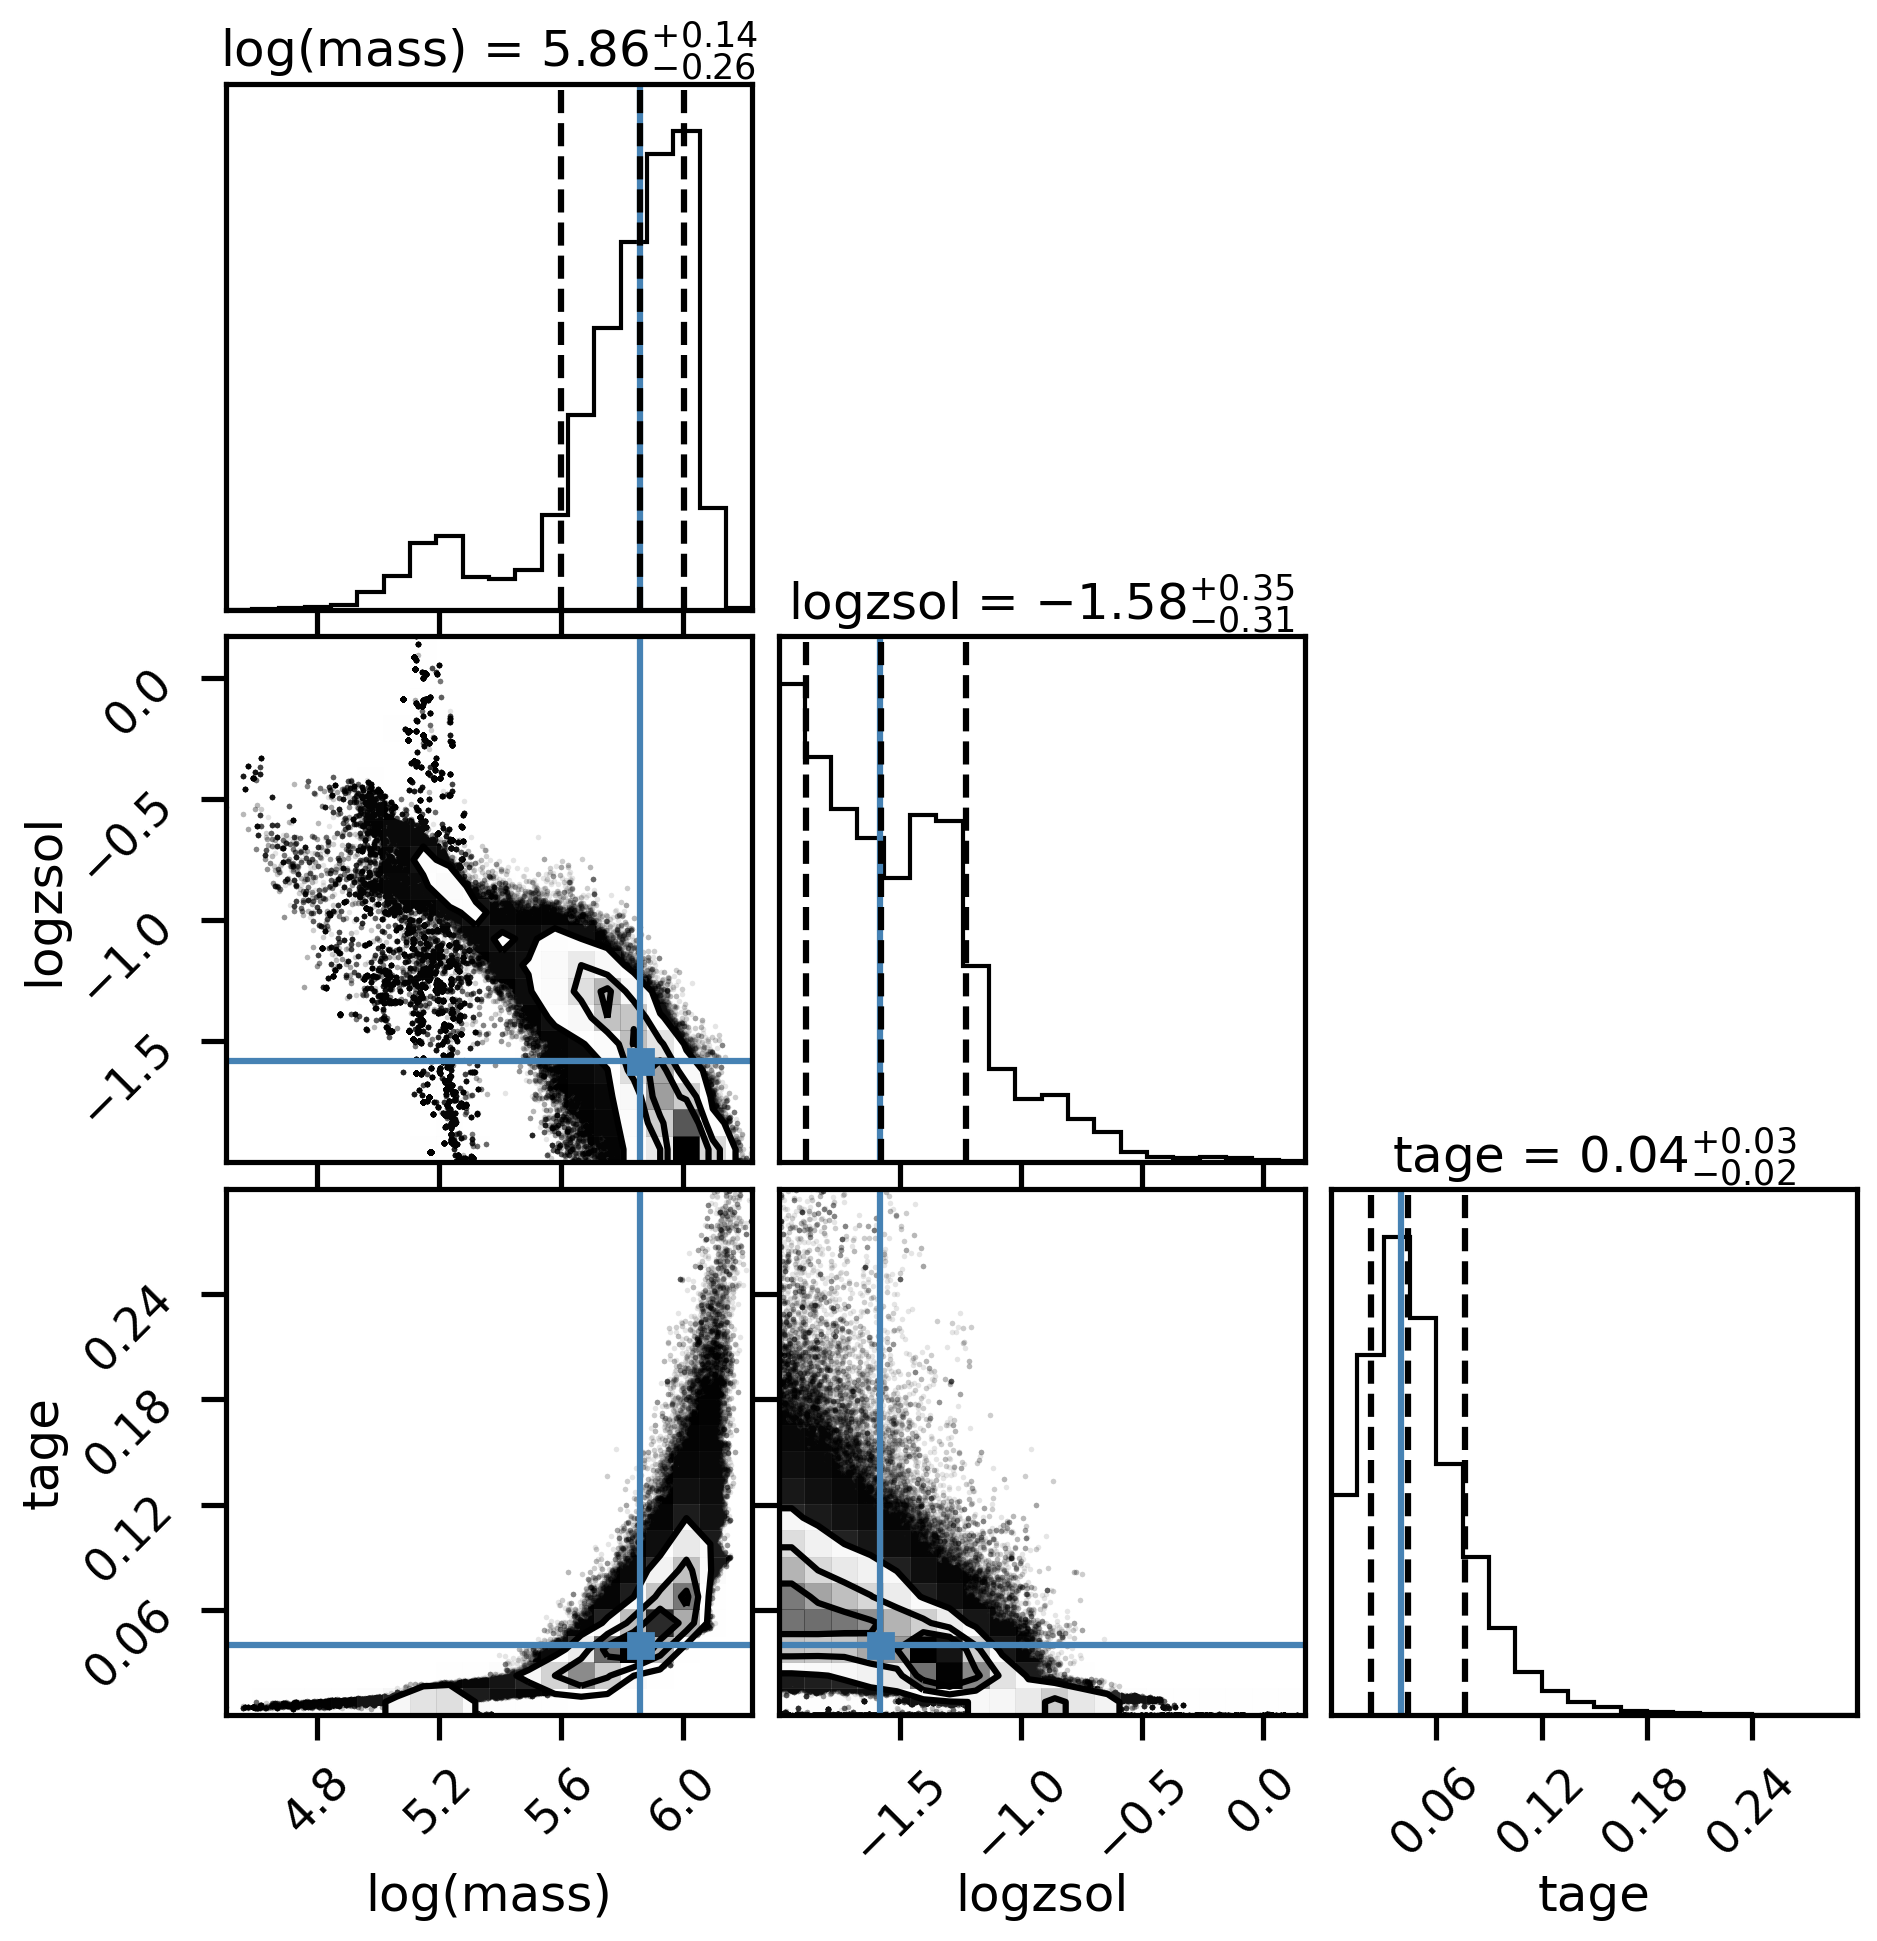 log(mass) = 5.86+0.14−0.26
logzsol = −1.58+0.35−0.31
0.0
−0.5
−1.0
−1.5
logzsol
tage = 0.04+0.03−0.02
0.24
0.18
0.12
0.06
tage
4.8 5.2 5.6 6.0
−1.5 −1.0 −0.5 0.0
0.06 0.12 0.18 0.24
log(mass) logzsol tage